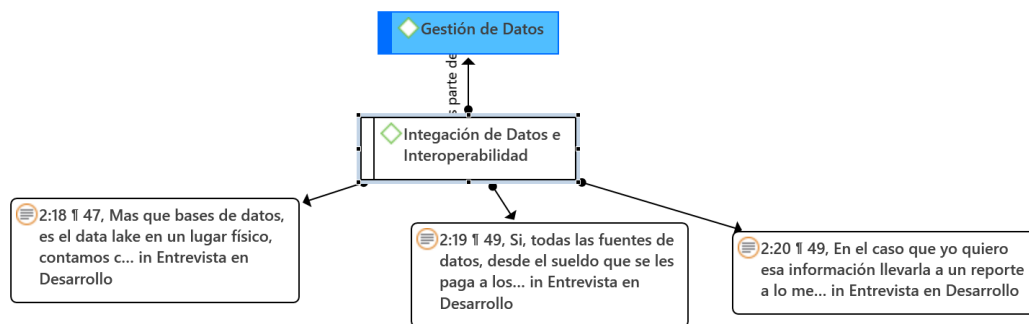 Gestión de Datos
s parte de
Integación de Datos e
Interoperabilidad
2:18 ¶ 47, Mas que bases de datos,
es el data lake en un lugar físico,
contamos c... in Entrevista en
Desarrollo
2:19 ¶ 49, Si, todas las fuentes de
datos, desde el sueldo que se les
paga a los... in Entrevista en
Desarrollo
2:20 ¶ 49, En el caso que yo quiero
esa información llevarla a un reporte
a lo me... in Entrevista en Desarrollo